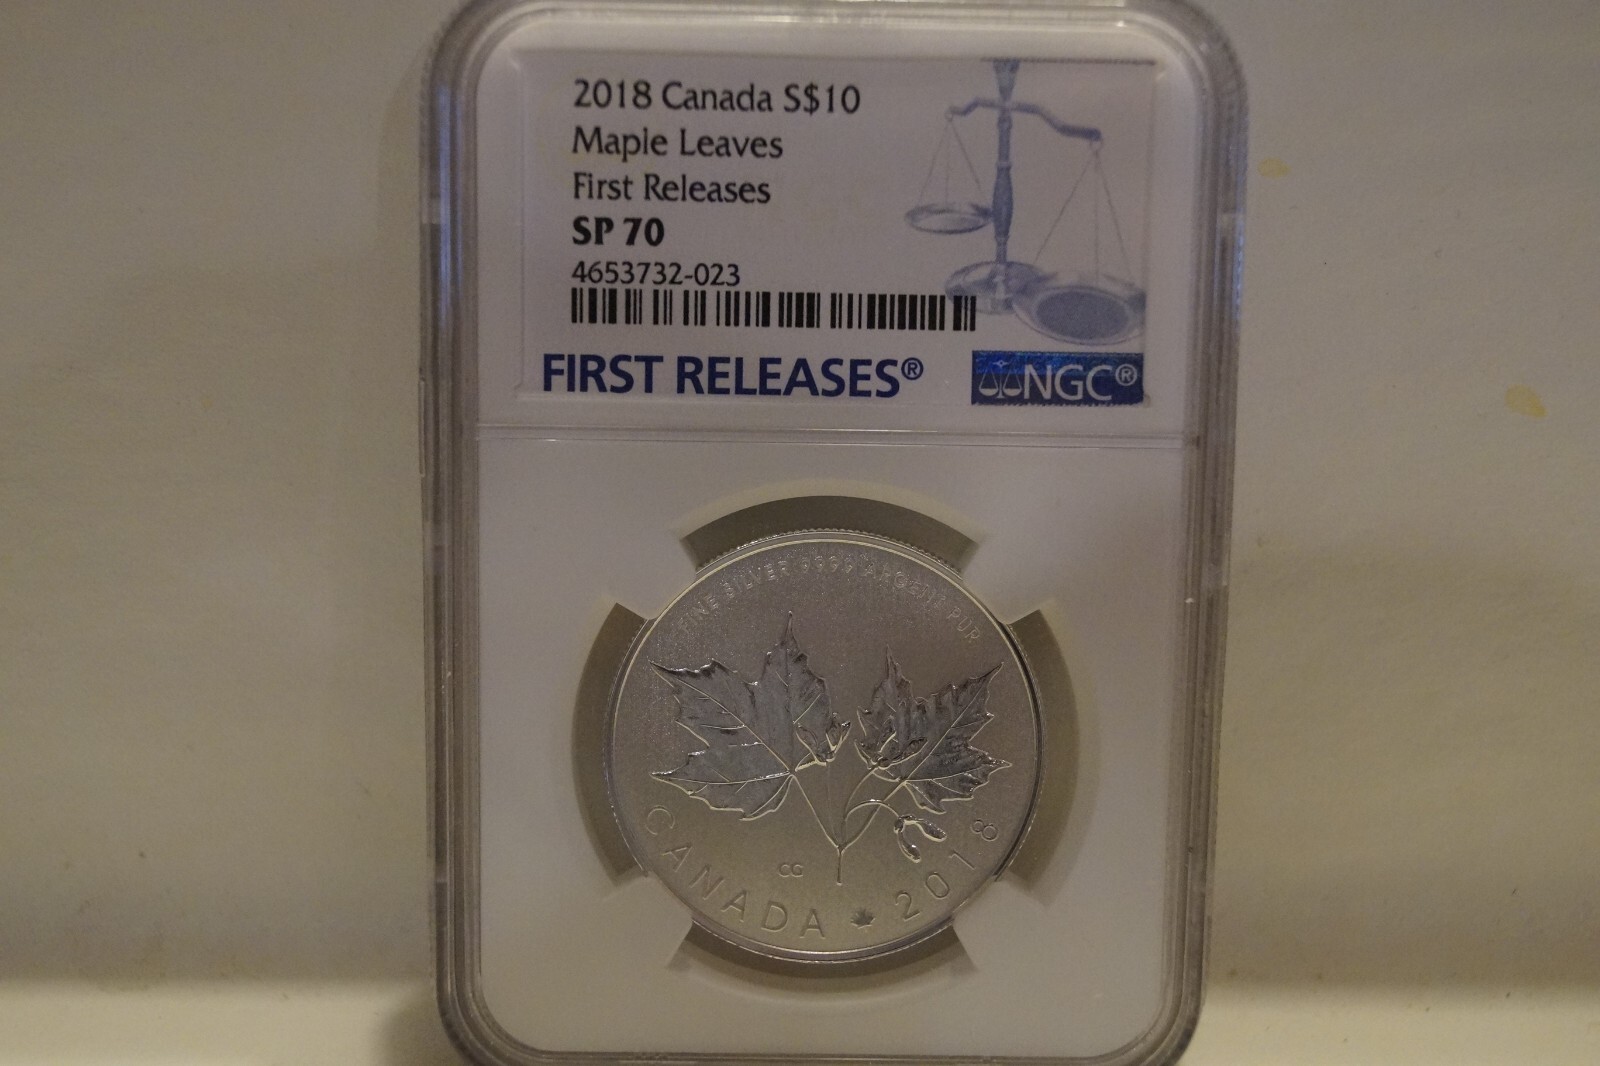 2018 Canada S$10
Maple Leaves
First Releases
SP 70
4653732-023
FIRST RELEASES®
NGC®
FINE SILVER 9999 ARGENT PUR
CG
CANADA 2018